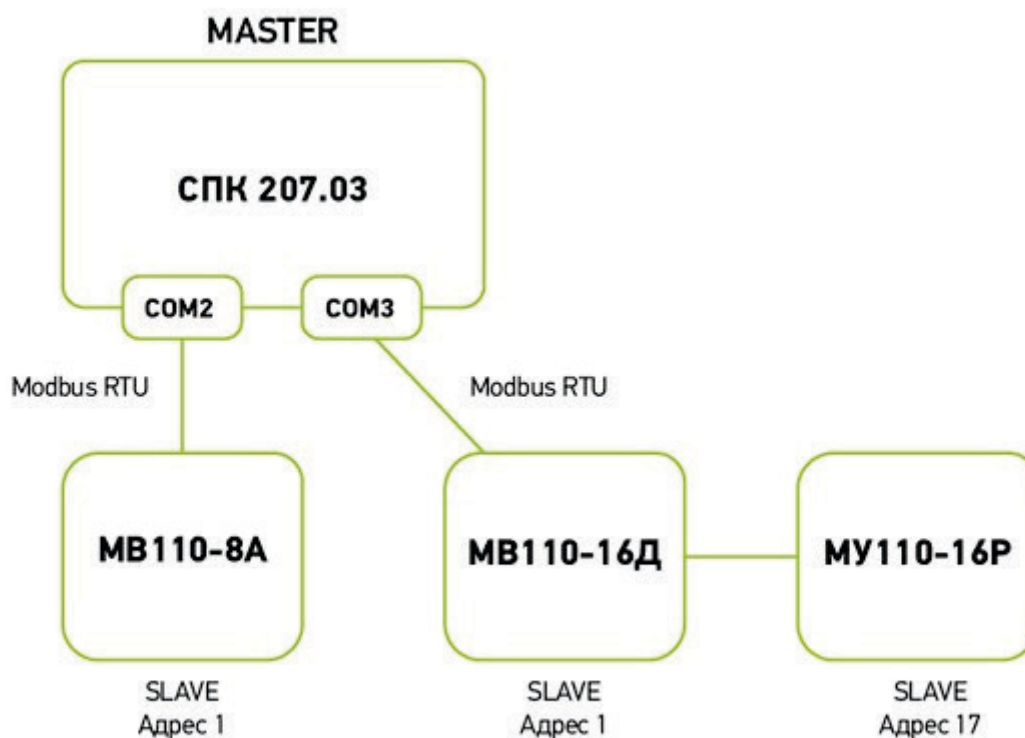 MASTER
СПК 207.03
COM2
COM3
Modbus RTU
Modbus RTU
МВ110-8А
МВ110-16Д
МУ110-16Р
SLAVE
Адрес 1
SLAVE
Адрес 1
SLAVE
Адрес 17